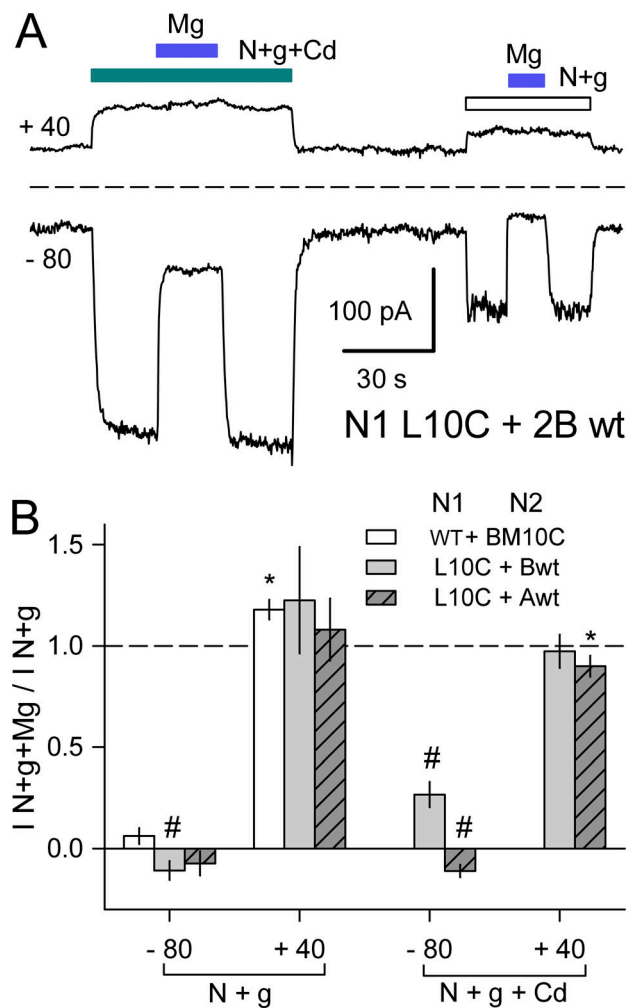 A
Mg
N+g+Cd
Mg
N+g
+ 40
- 80
100 pA
30 s
N1 L10C + 2B wt
B
N1 N2
WT + BM10C
L10C + Bwt
L10C + Awt
I N+g+Mg / I N+g
1.5
1.0
0.5
0.0
*
*
#
#
#
- 80 + 40 - 80 + 40
N + g N + g + Cd